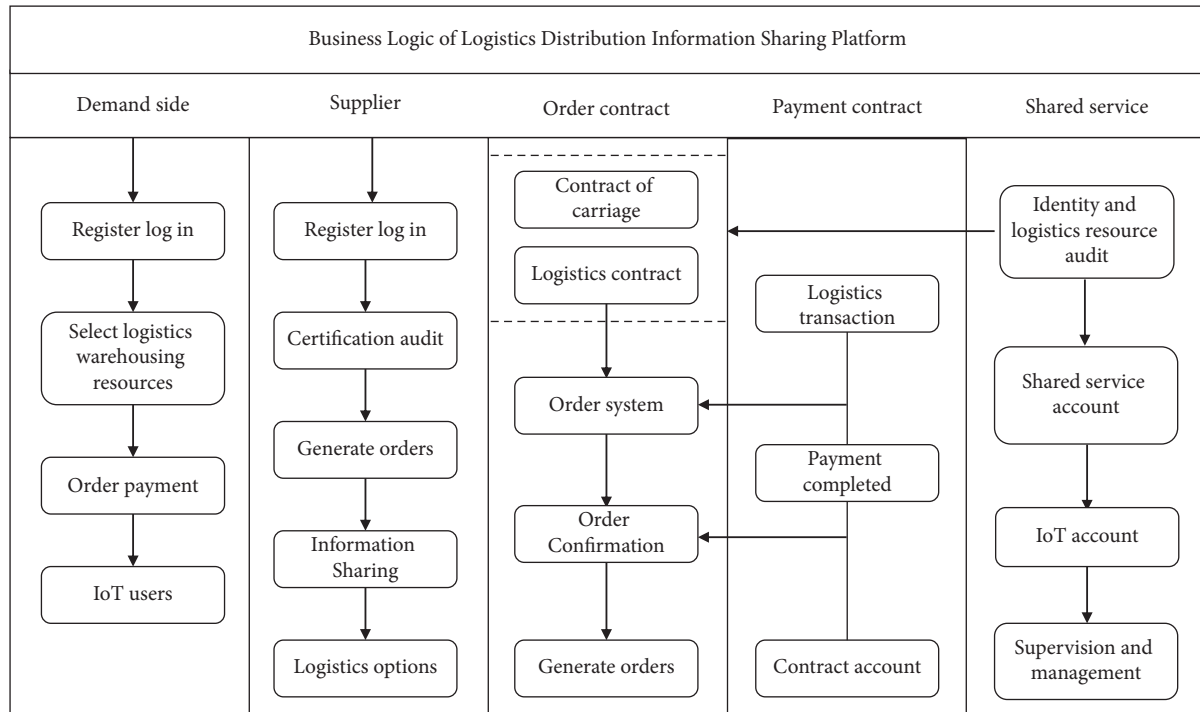 Business Logic of Logistics Distribution Information Sharing Platform
Demand side
Supplier
Order contract
Payment contract
Shared service
Register log in
Select logistics
warehousing
resources
Order payment
IoT users
Register log in
Certification audit
Generate orders
Information
Sharing
Logistics options
Contract of
carriage
Logistics contract
Order system
Order
Confirmation
Generate orders
Logistics
transaction
Payment
completed
Contract account
Identity and
logistics resource
audit
Shared service
account
IoT account
Supervision and
management